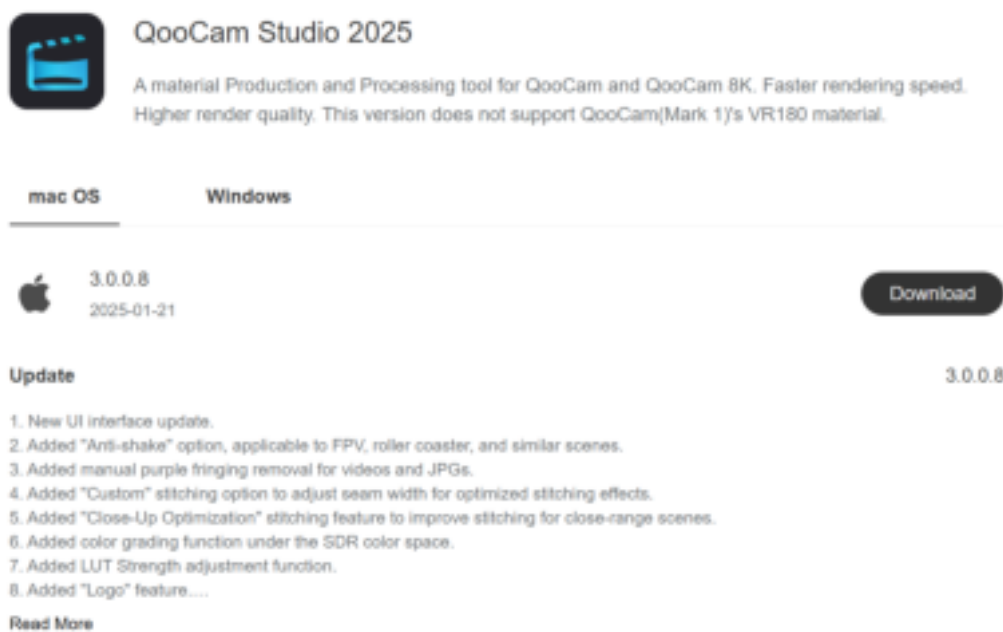 QooCam Studio 2025
A material Production and Processing tool for QooCam and QooCam 8K. Faster rendering speed.
Higher render quality. This version does not support QooCam(Mark 1)'s VR180 material.
mac OS
Windows
3.0.0.8
2025-01-21
Download
Update
3.0.0.8
1. New UI interface update.
2. Added "Anti-shake" option, applicable to FPV, roller coaster, and similar scenes.
3. Added manual purple fringing removal for videos and JPGs.
4. Added "Custom" stitching option to adjust seam width for optimized stitching effects.
5. Added "Close-Up Optimization" stitching feature to improve stitching for close-range scenes.
6. Added color grading function under the SDR color space.
7. Added LUT Strength adjustment function.
8. Added "Logo" feature....
Read More